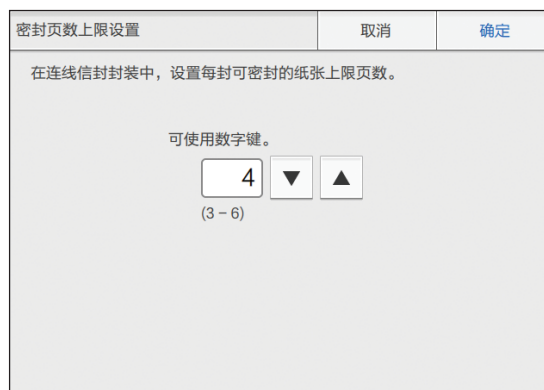 密封页数上限设置
取消
确定
在连线信封封装中，设置每封可密封的纸张上限页数。
可使用数字键。
4
(3 – 6)